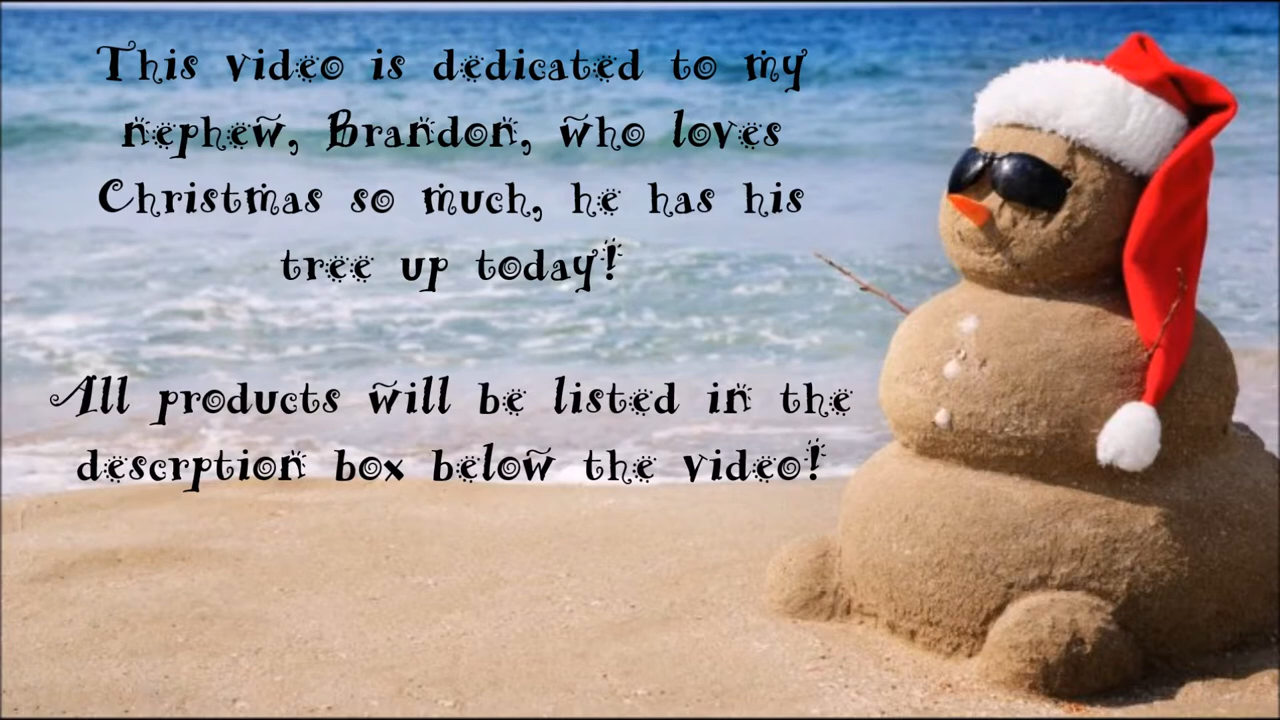 This video is dedicated to my
nephew, Brandon, who loves
Christmas so much, he has his
tree up today!
All products will be listed in the
descrption box below the video!